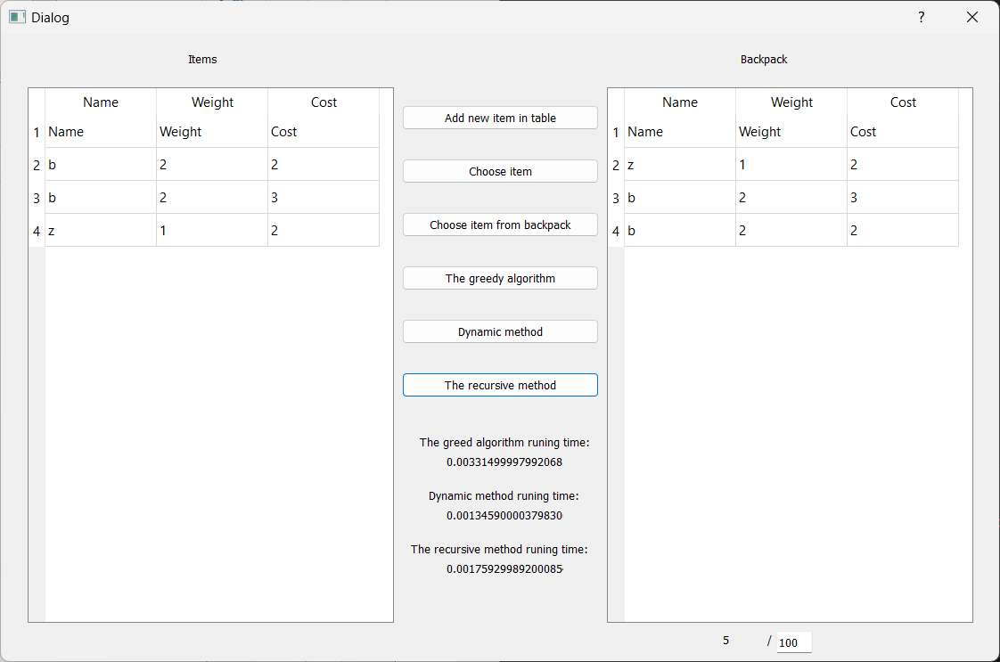 Dialog ?
Items Backpack
Name Weight Cost
1 Name Weight Cost
2 b 2 2
3 b 2 3
4 z 1 2
Add new item in table
Choose item
Choose item from backpack
The greedy algorithm
Dynamic method
The recursive method
The greed algorithm runing time:
0.00331499997992068
Dynamic method runing time:
0.00134590000379830
The recursive method runing time:
0.00175929989200085
Name Weight Cost
1 Name Weight Cost
2 z 1 2
3 b 2 3
4 b 2 2
5 / 100